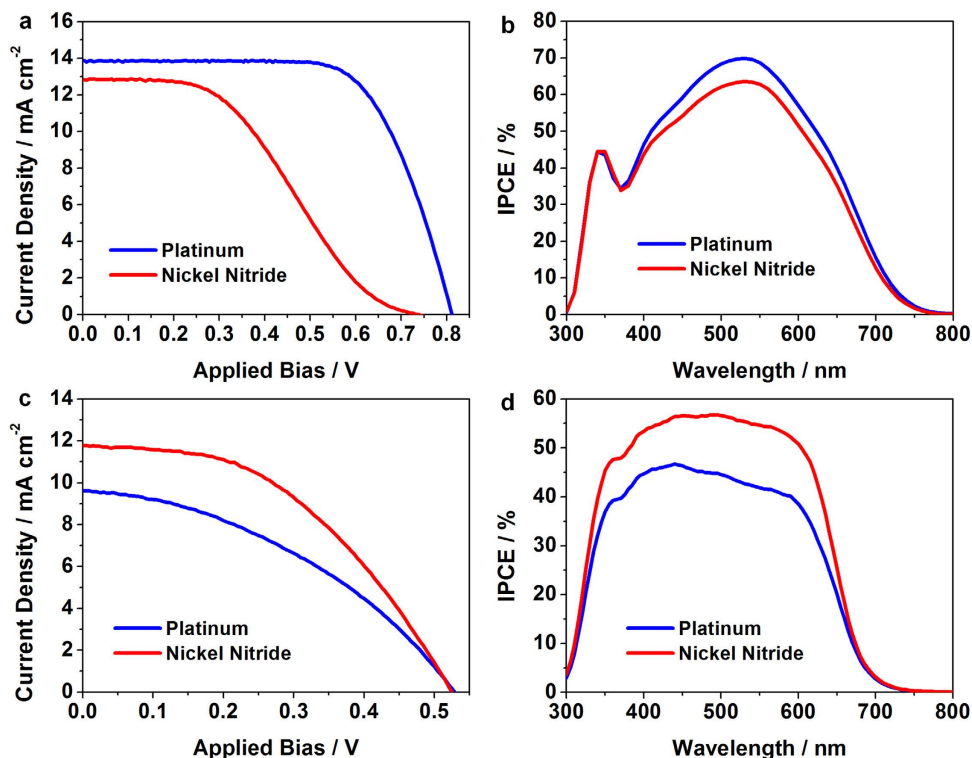 a
16
14
12
10
8
6
4
2
0
Current Density / mA cm-2
Platinum
Nickel Nitride
0.0 0.1 0.2 0.3 0.4 0.5 0.6 0.7 0.8
Applied Bias / V
b
80
70
60
50
40
30
20
10
0
IPCE / %
Platinum
Nickel Nitride
300 400 500 600 700 800
Wavelength / nm
c
14
12
10
8
6
4
2
0
Current Density / mA cm-2
Platinum
Nickel Nitride
0.0 0.1 0.2 0.3 0.4 0.5
Applied Bias / V
d
60
50
40
30
20
10
0
IPCE / %
Platinum
Nickel Nitride
300 400 500 600 700 800
Wavelength / nm